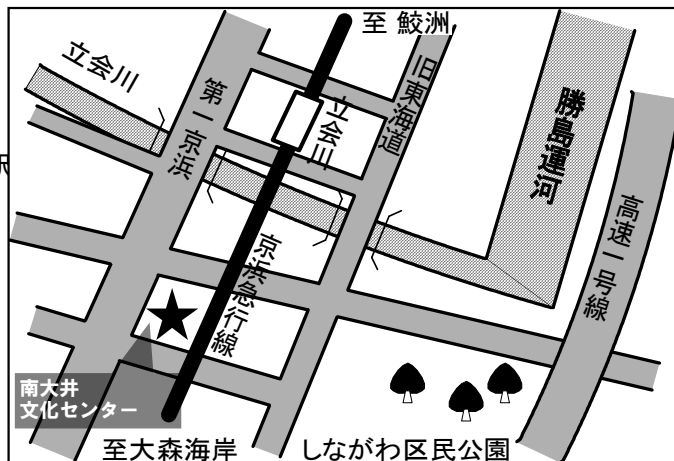 至 鮫洲
立会川
第一京浜
立会川
旧東海道
勝島運河
高速一号線
京浜急行線
南大井
文化センター
至大森海岸
しながわ区民公園